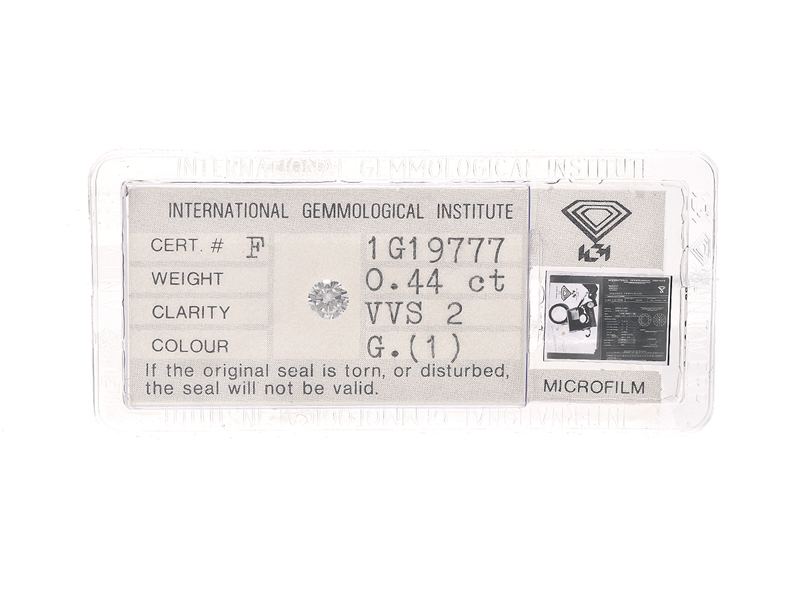 INTERNATIONAL GEMMOLOGICAL INSTITUTE
INTERNATIONAL GEMMOLOGICAL INSTITUTE
CERT. # F 1G19777
WEIGHT 0.44 ct
CLARITY VVS 2
COLOUR G.(1)
If the original seal is torn, or disturbed,
the seal will not be valid.
IGI
MICROFILM